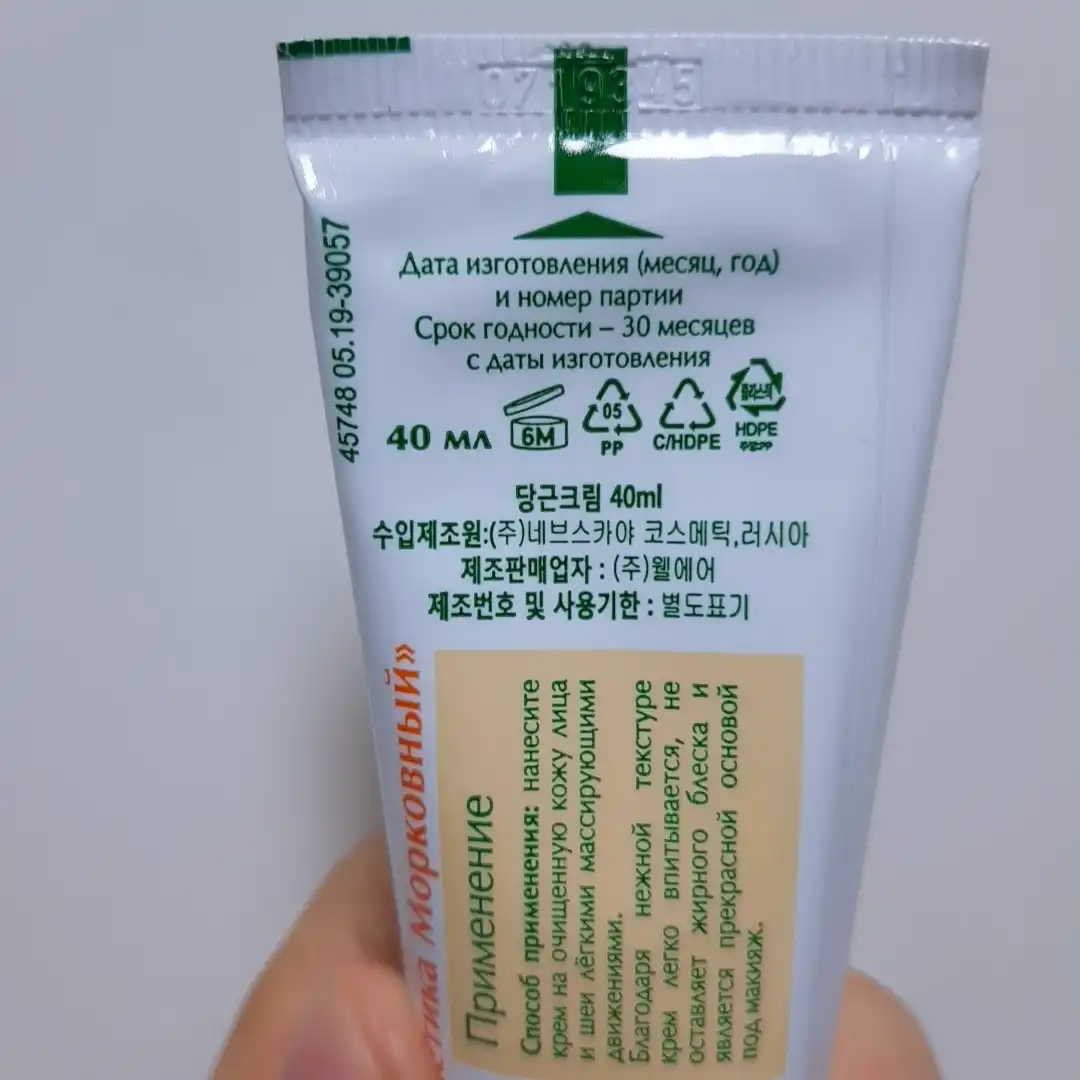 07 19345
45748 05.19-39057
Дата изготовления (месяц, год)
и номер партии
Срок годности – 30 месяцев
с даты изготовления
40 мл
6M
05
PP
C/HDPE
HDPE
당근크림 40ml
수입제조원:(주)네브스카야 코스메틱,러시아
제조판매업자 : (주)웰에어
제조번호 및 사용기한 : 별도표기
Морковный»
Применение
Способ применения: нанесите
крем на очищенную кожу лица
и шеи лёгкими массирующими
движениями.
Благодаря нежной текстуре
крем легко впитывается, не
оставляет жирного блеска и
является прекрасной основой
под макияж.